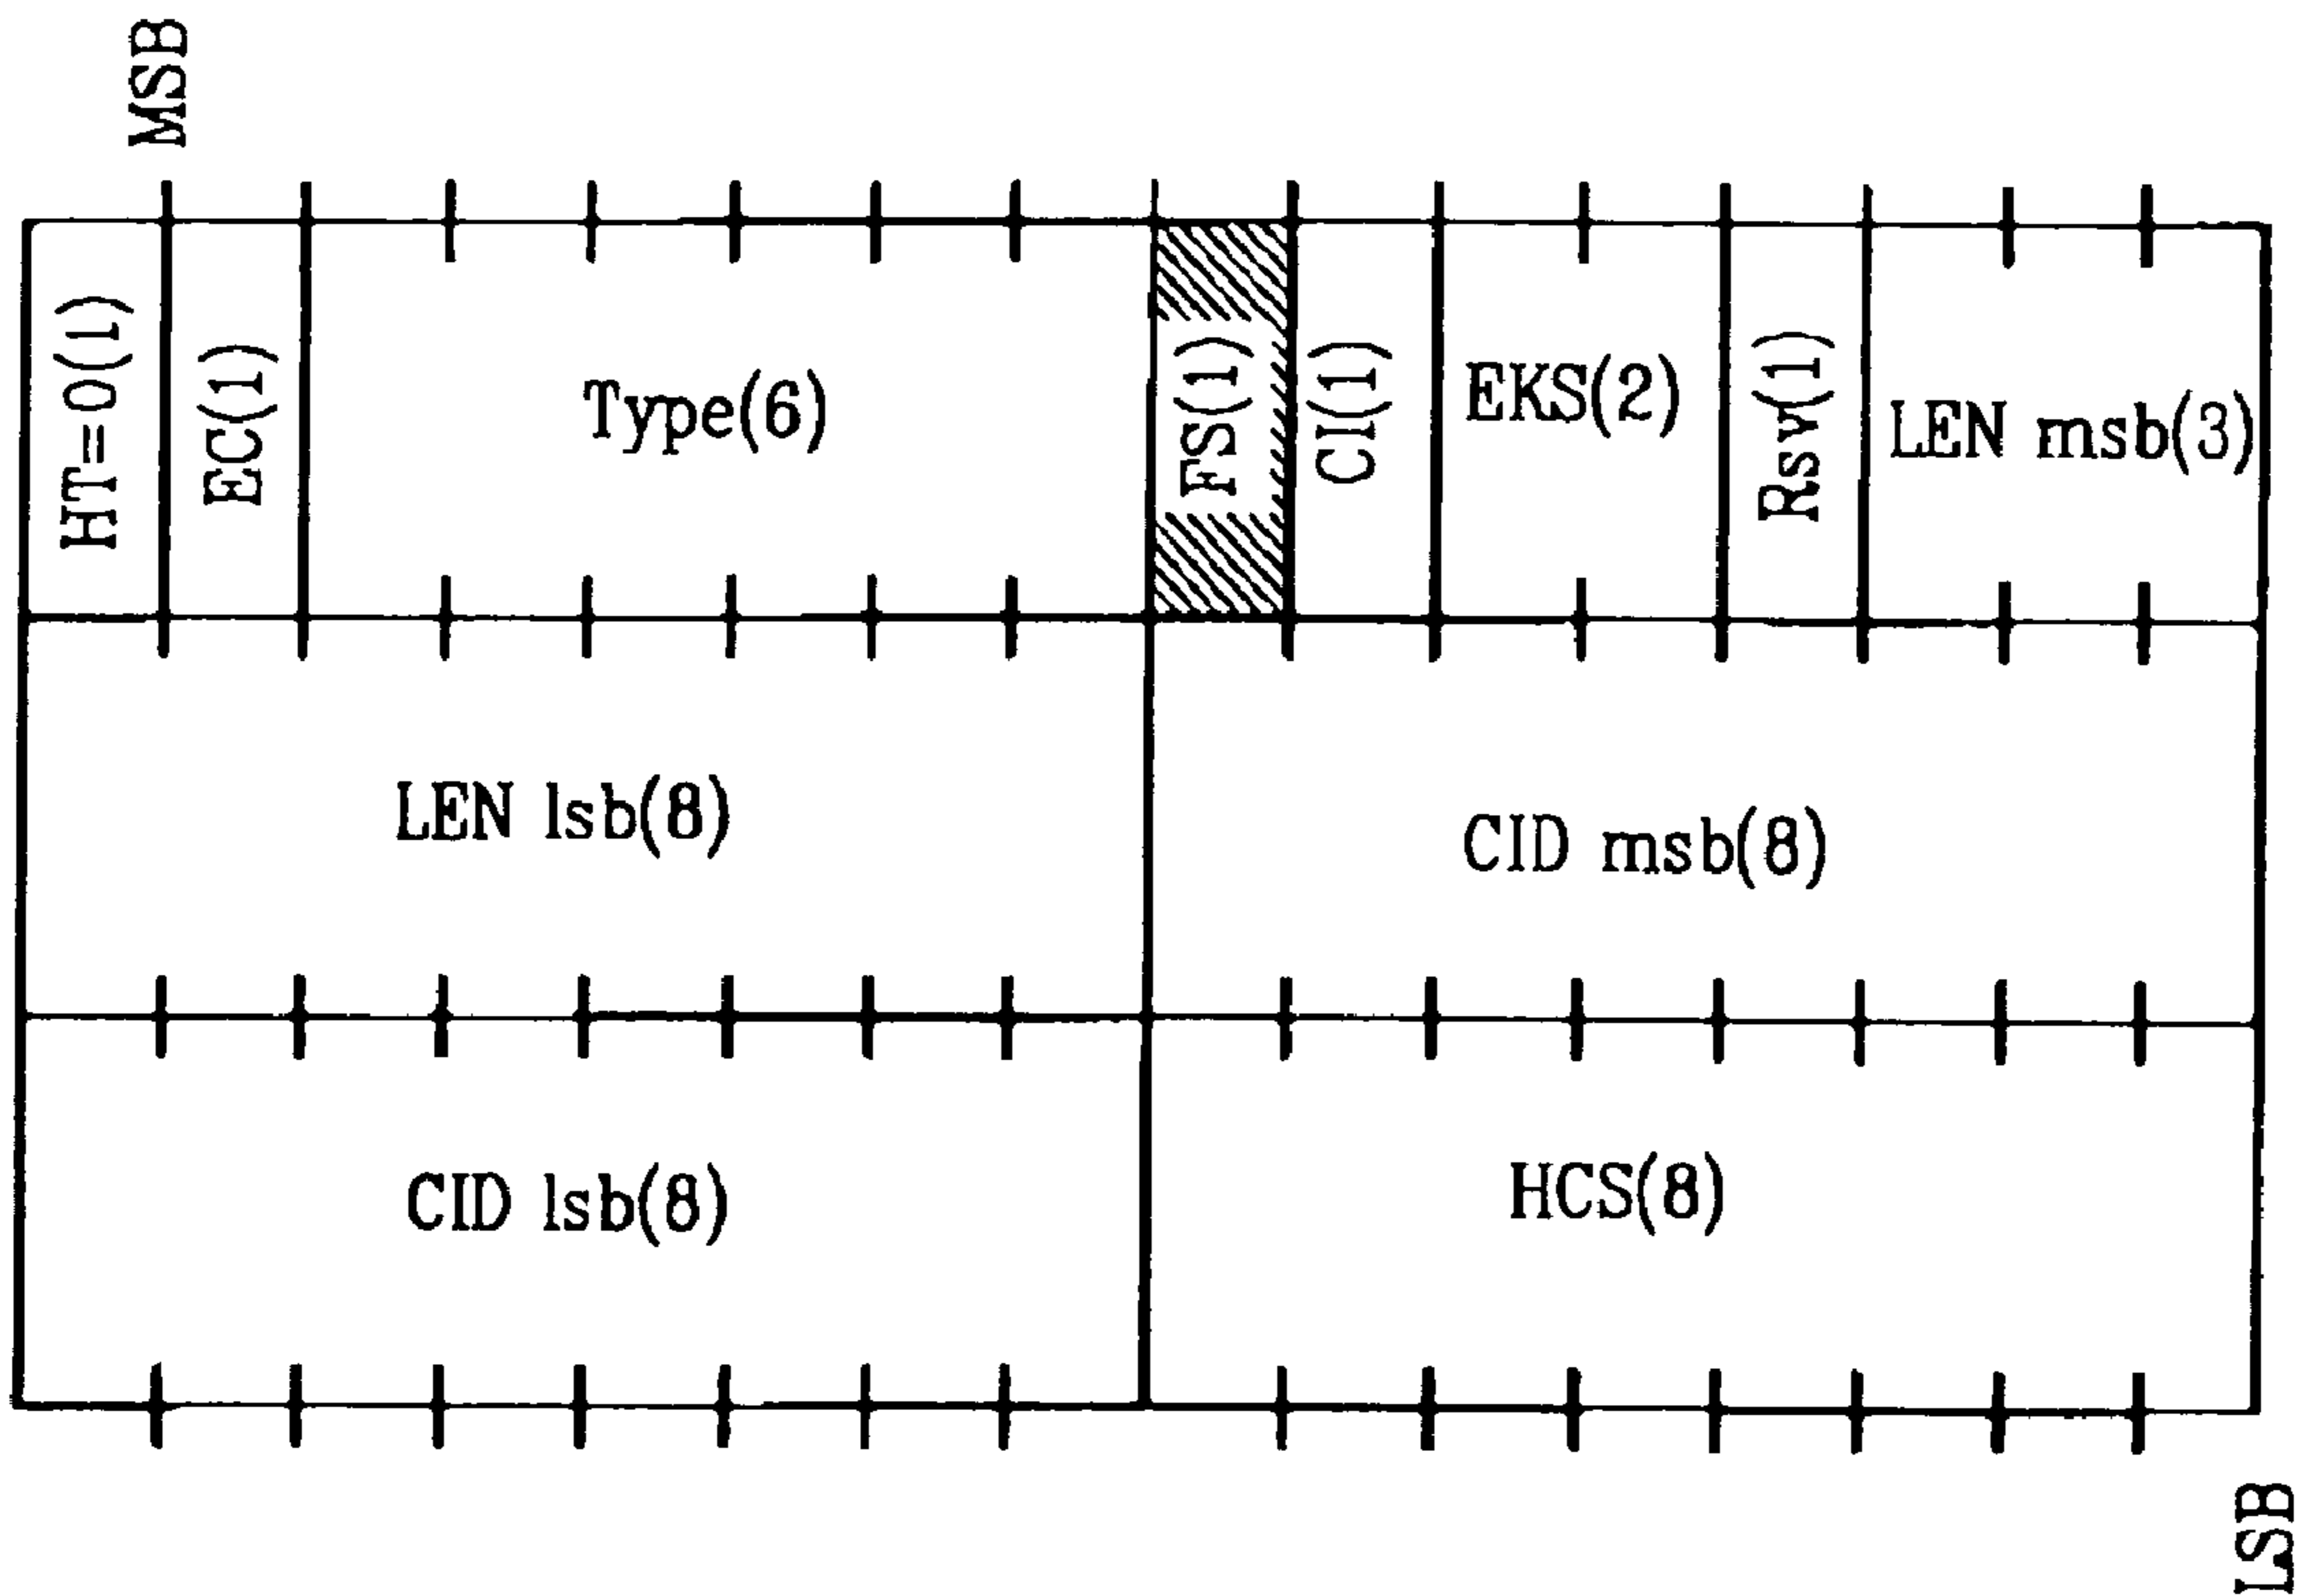 MSB
HT=0(1)
EC(1)
Type(6)
FS(1)
CI(1)
EKS(2)
Rsv(1)
LEN msb(3)
LEN lsb(8)
CID msb(8)
CID lsb(8)
HCS(8)
LSB